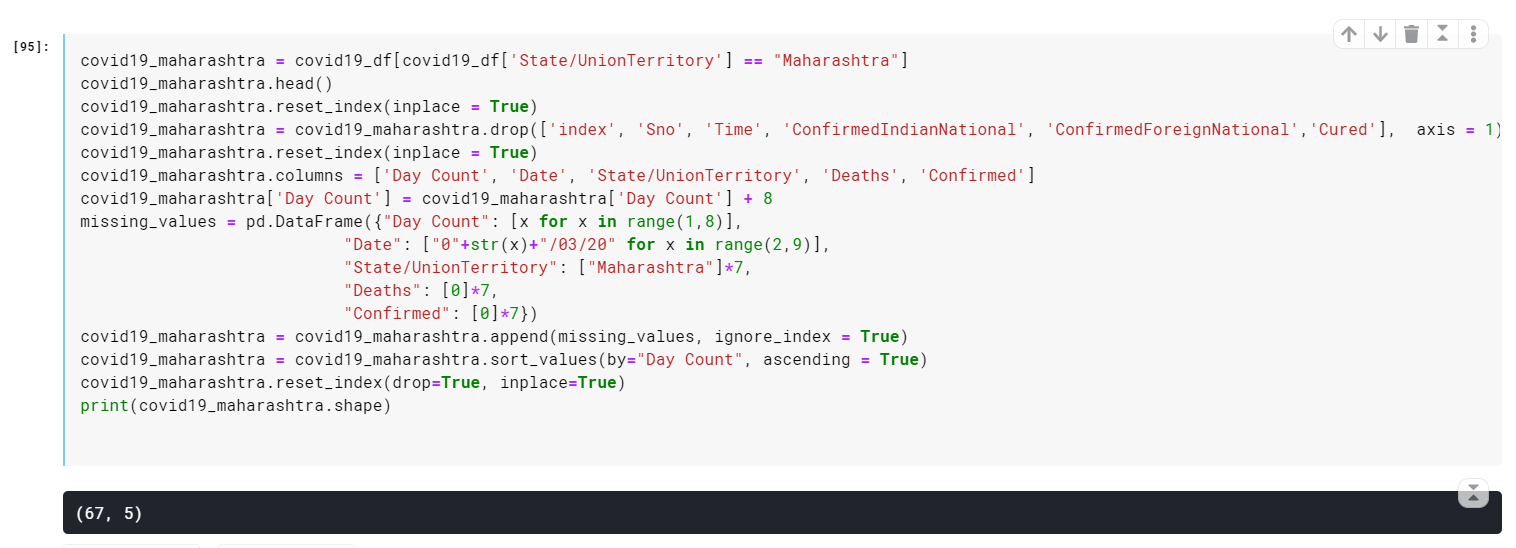 [95]:
covid19_maharashtra = covid19_df[covid19_df['State/UnionTerritory'] == "Maharashtra"]
covid19_maharashtra.head()
covid19_maharashtra.reset_index(inplace = True)
covid19_maharashtra = covid19_maharashtra.drop(['index', 'Sno', 'Time', 'ConfirmedIndianNational', 'ConfirmedForeignNational','Cured'],  axis = 1)
covid19_maharashtra.reset_index(inplace = True)
covid19_maharashtra.columns = ['Day Count', 'Date', 'State/UnionTerritory', 'Deaths', 'Confirmed']
covid19_maharashtra['Day Count'] = covid19_maharashtra['Day Count'] + 8
missing_values = pd.DataFrame({"Day Count": [x for x in range(1,8)],
                           "Date": ["0"+str(x)+"/03/20" for x in range(2,9)],
                           "State/UnionTerritory": ["Maharashtra"]*7,
                           "Deaths": [0]*7,
                           "Confirmed": [0]*7})
covid19_maharashtra = covid19_maharashtra.append(missing_values, ignore_index = True)
covid19_maharashtra = covid19_maharashtra.sort_values(by="Day Count", ascending = True)
covid19_maharashtra.reset_index(drop=True, inplace=True)
print(covid19_maharashtra.shape)
(67, 5)